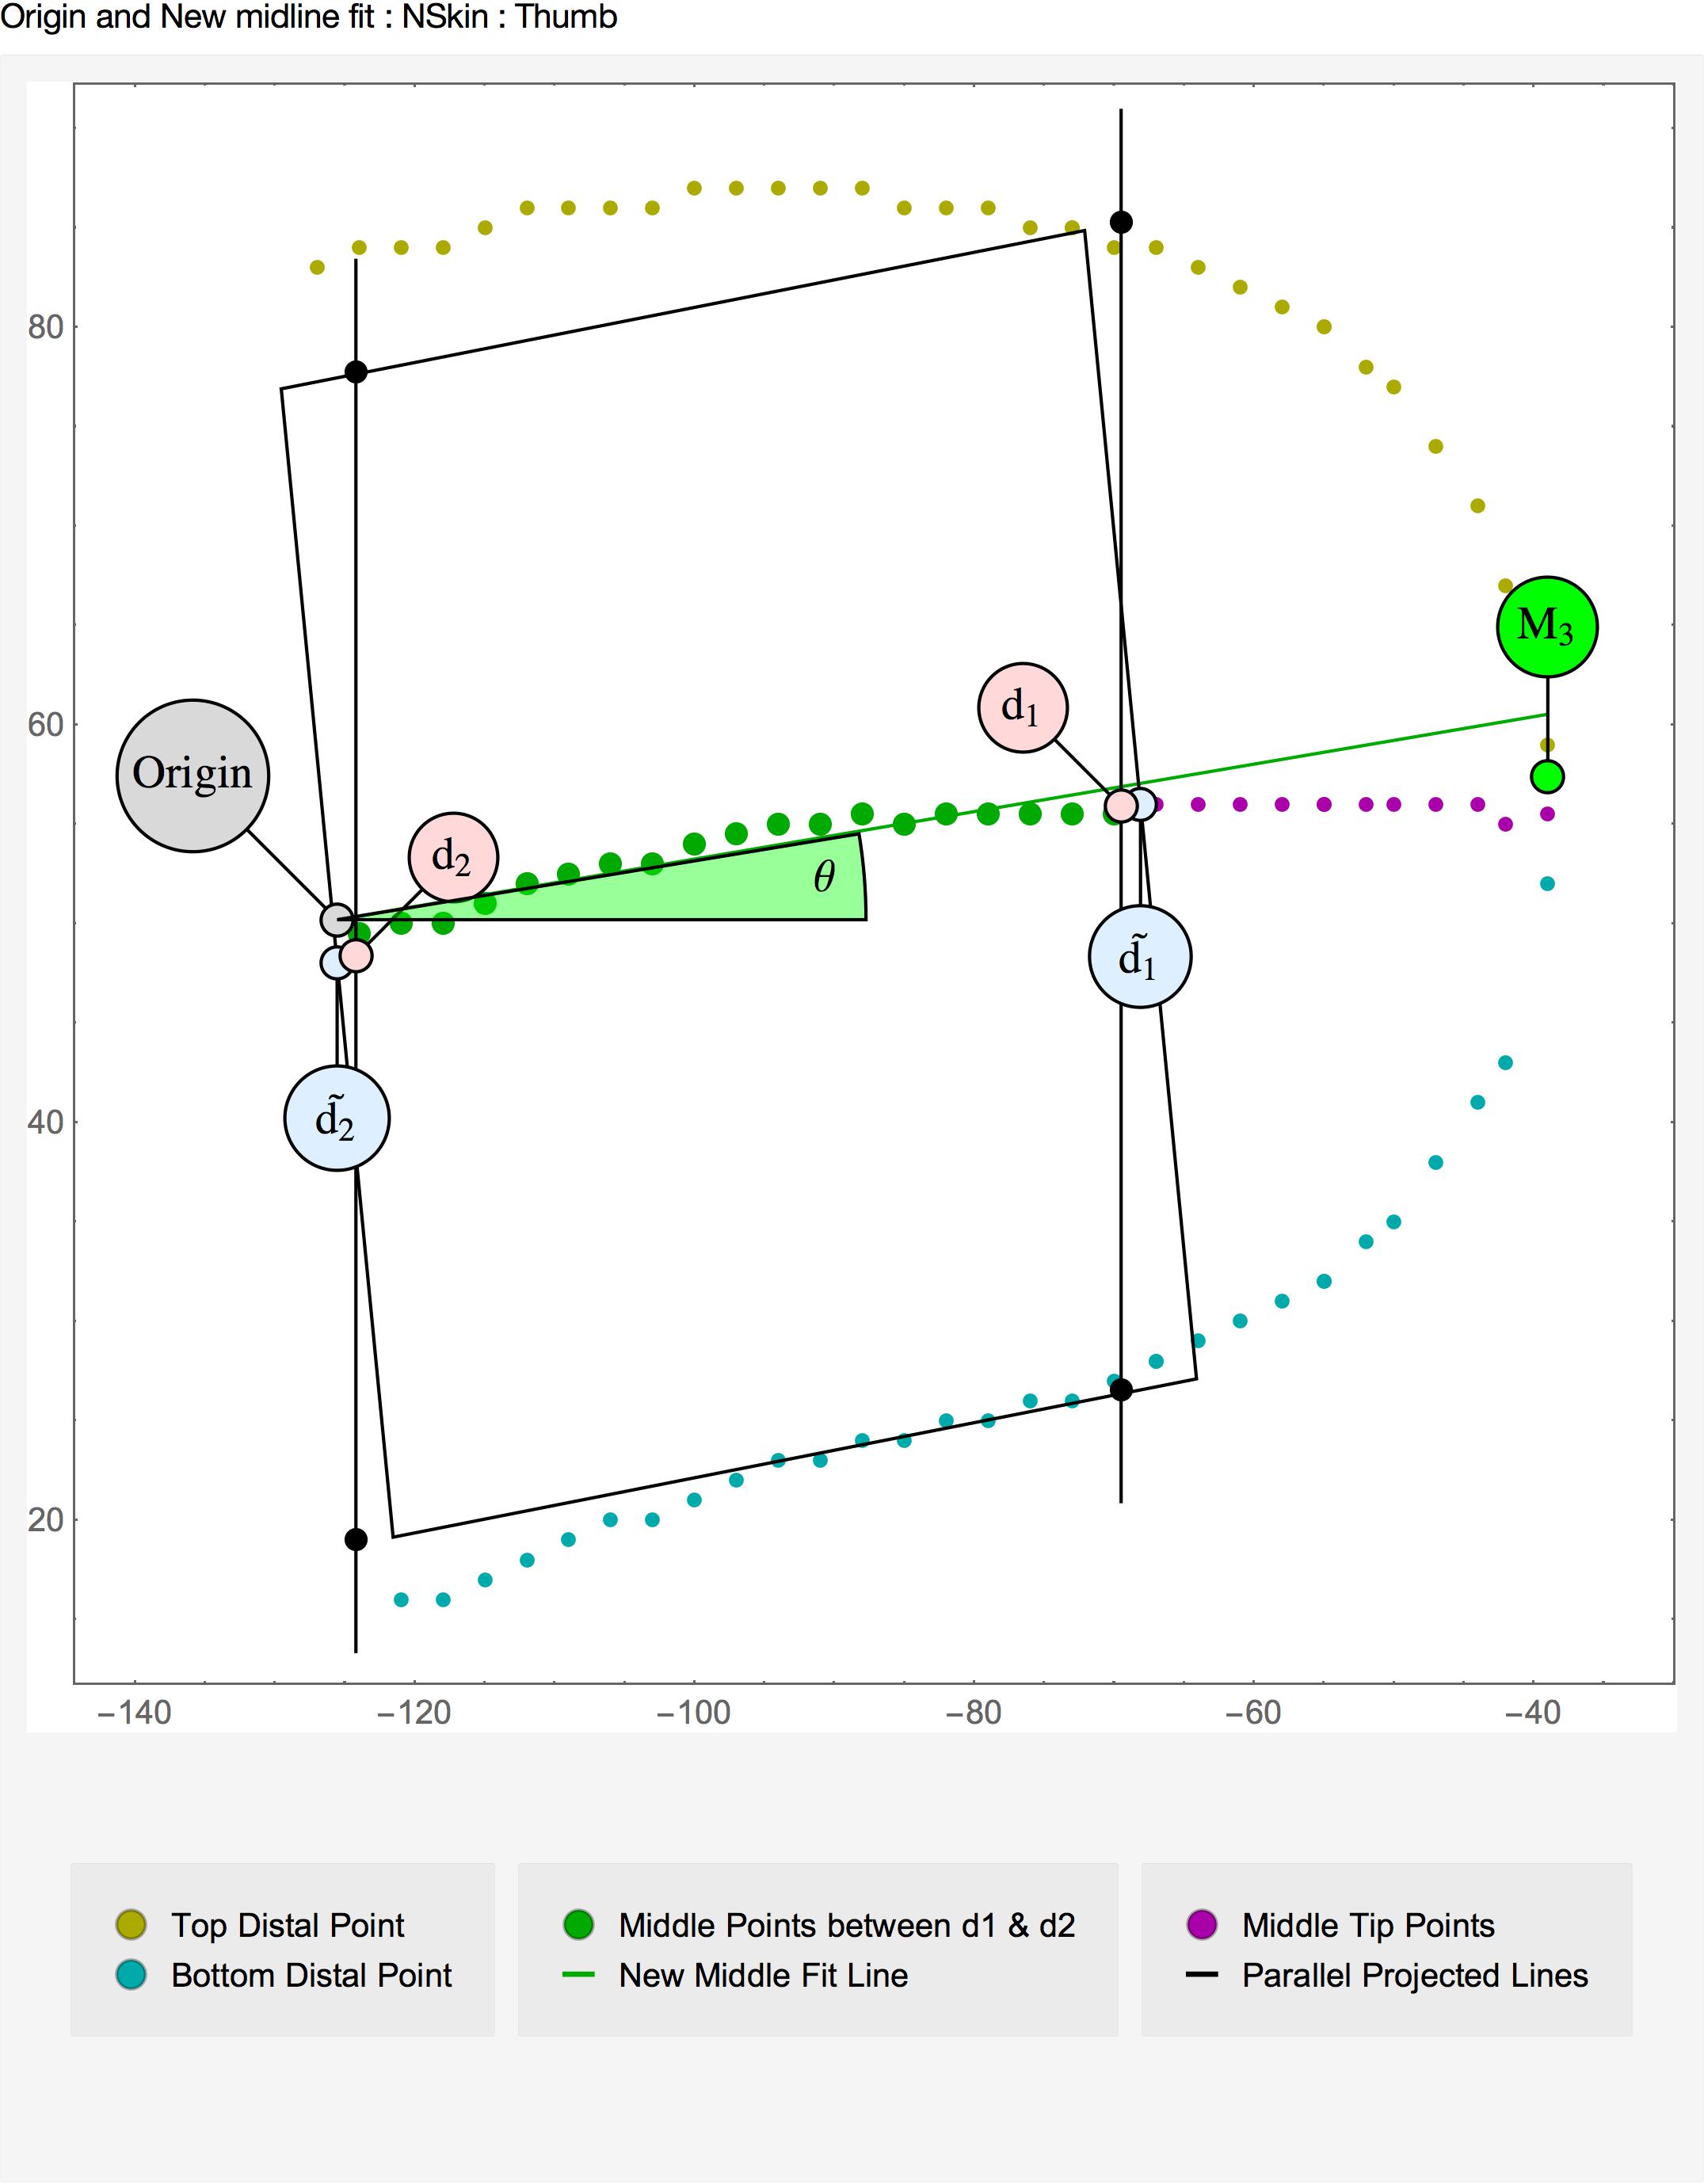 Origin and New midline fit : NSkin : Thumb
80
M₃
d₁
60
Origin
d₂
θ
d̃₁
d̃₂
40
20
−140 −120 −100 −80 −60 −40
Top Distal Point
Bottom Distal Point
Middle Points between d1 & d2
New Middle Fit Line
Middle Tip Points
Parallel Projected Lines